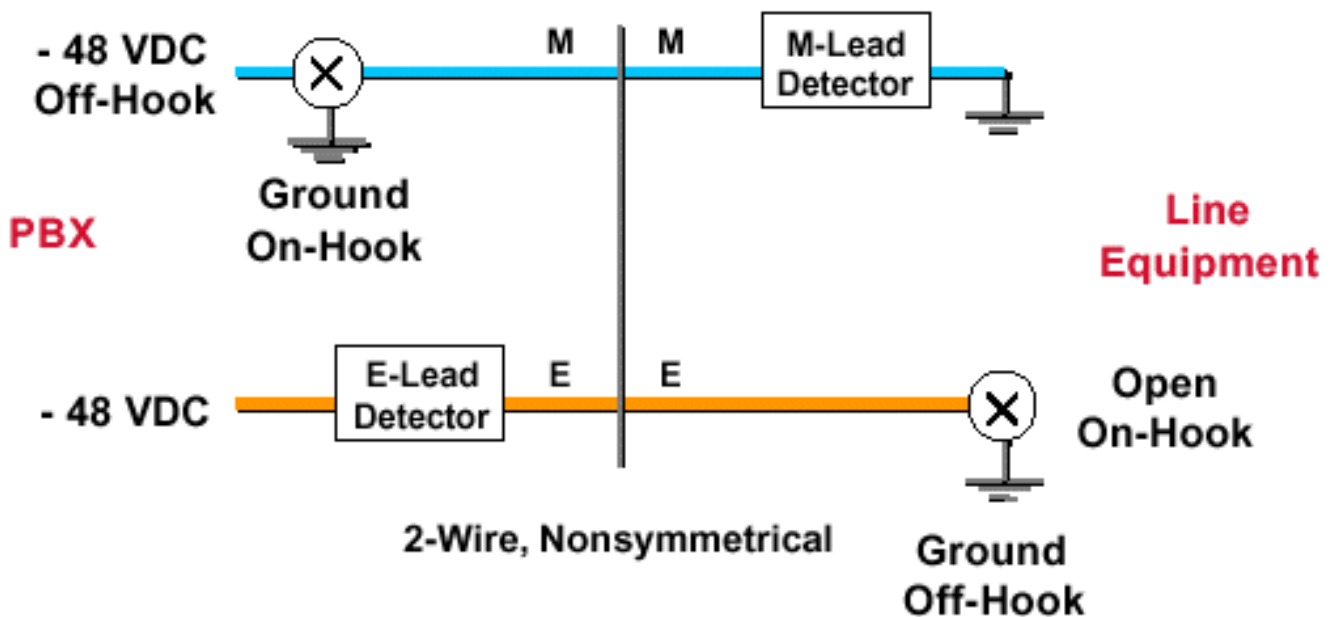 - 48 VDC
Off-Hook
M
M
M-Lead
Detector
Ground
On-Hook
PBX
Line
Equipment
- 48 VDC
E-Lead
Detector
E
E
Open
On-Hook
2-Wire, Nonsymmetrical
Ground
Off-Hook